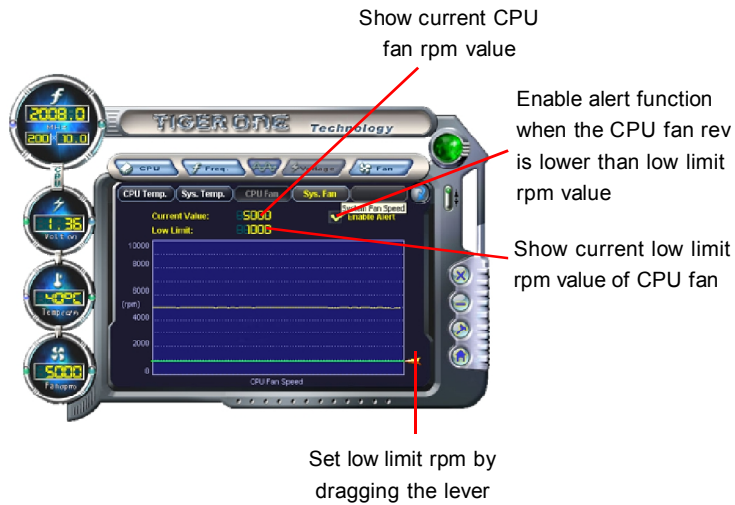 Show current CPU
fan rpm value
Enable alert function
when the CPU fan rev
is lower than low limit
rpm value
Show current low limit
rpm value of CPU fan
Set low limit rpm by
dragging the lever
TIGER ONE Technology
CPU
Freq.
Voltage
Fan
CPU Temp.
Sys. Temp.
CPU Fan
Sys. Fan
System Fan Speed
Current Value: 5000
Enable Alert
Low Limit: 1000
10000
8000
6000
(rpm)
4000
2000
0
CPU Fan Speed
f
2008.0
MHz
200 10.0
CPU
1.36
Voltage
40°C
5000